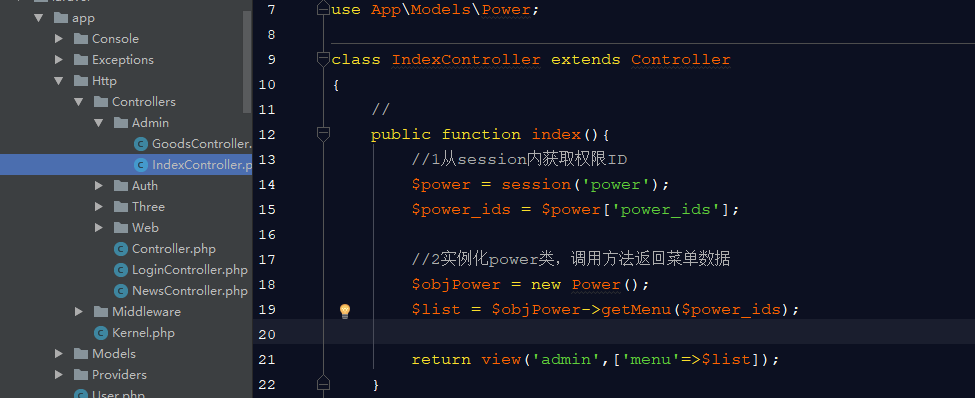 app
Console
Exceptions
Http
Controllers
Admin
GoodsController.
IndexController.p
Auth
Three
Web
Controller.php
LoginController.php
NewsController.php
Middleware
Kernel.php
Models
Providers
User.php
7 use App\Models\Power;
8
9 class IndexController extends Controller
10 {
11 //
12 public function index(){
13 //1从session内获取权限ID
14 $power = session('power');
15 $power_ids = $power['power_ids'];
16
17 //2实例化power类，调用方法返回菜单数据
18 $objPower = new Power();
19 $list = $objPower->getMenu($power_ids);
20
21 return view('admin',['menu'=>$list]);
22 }